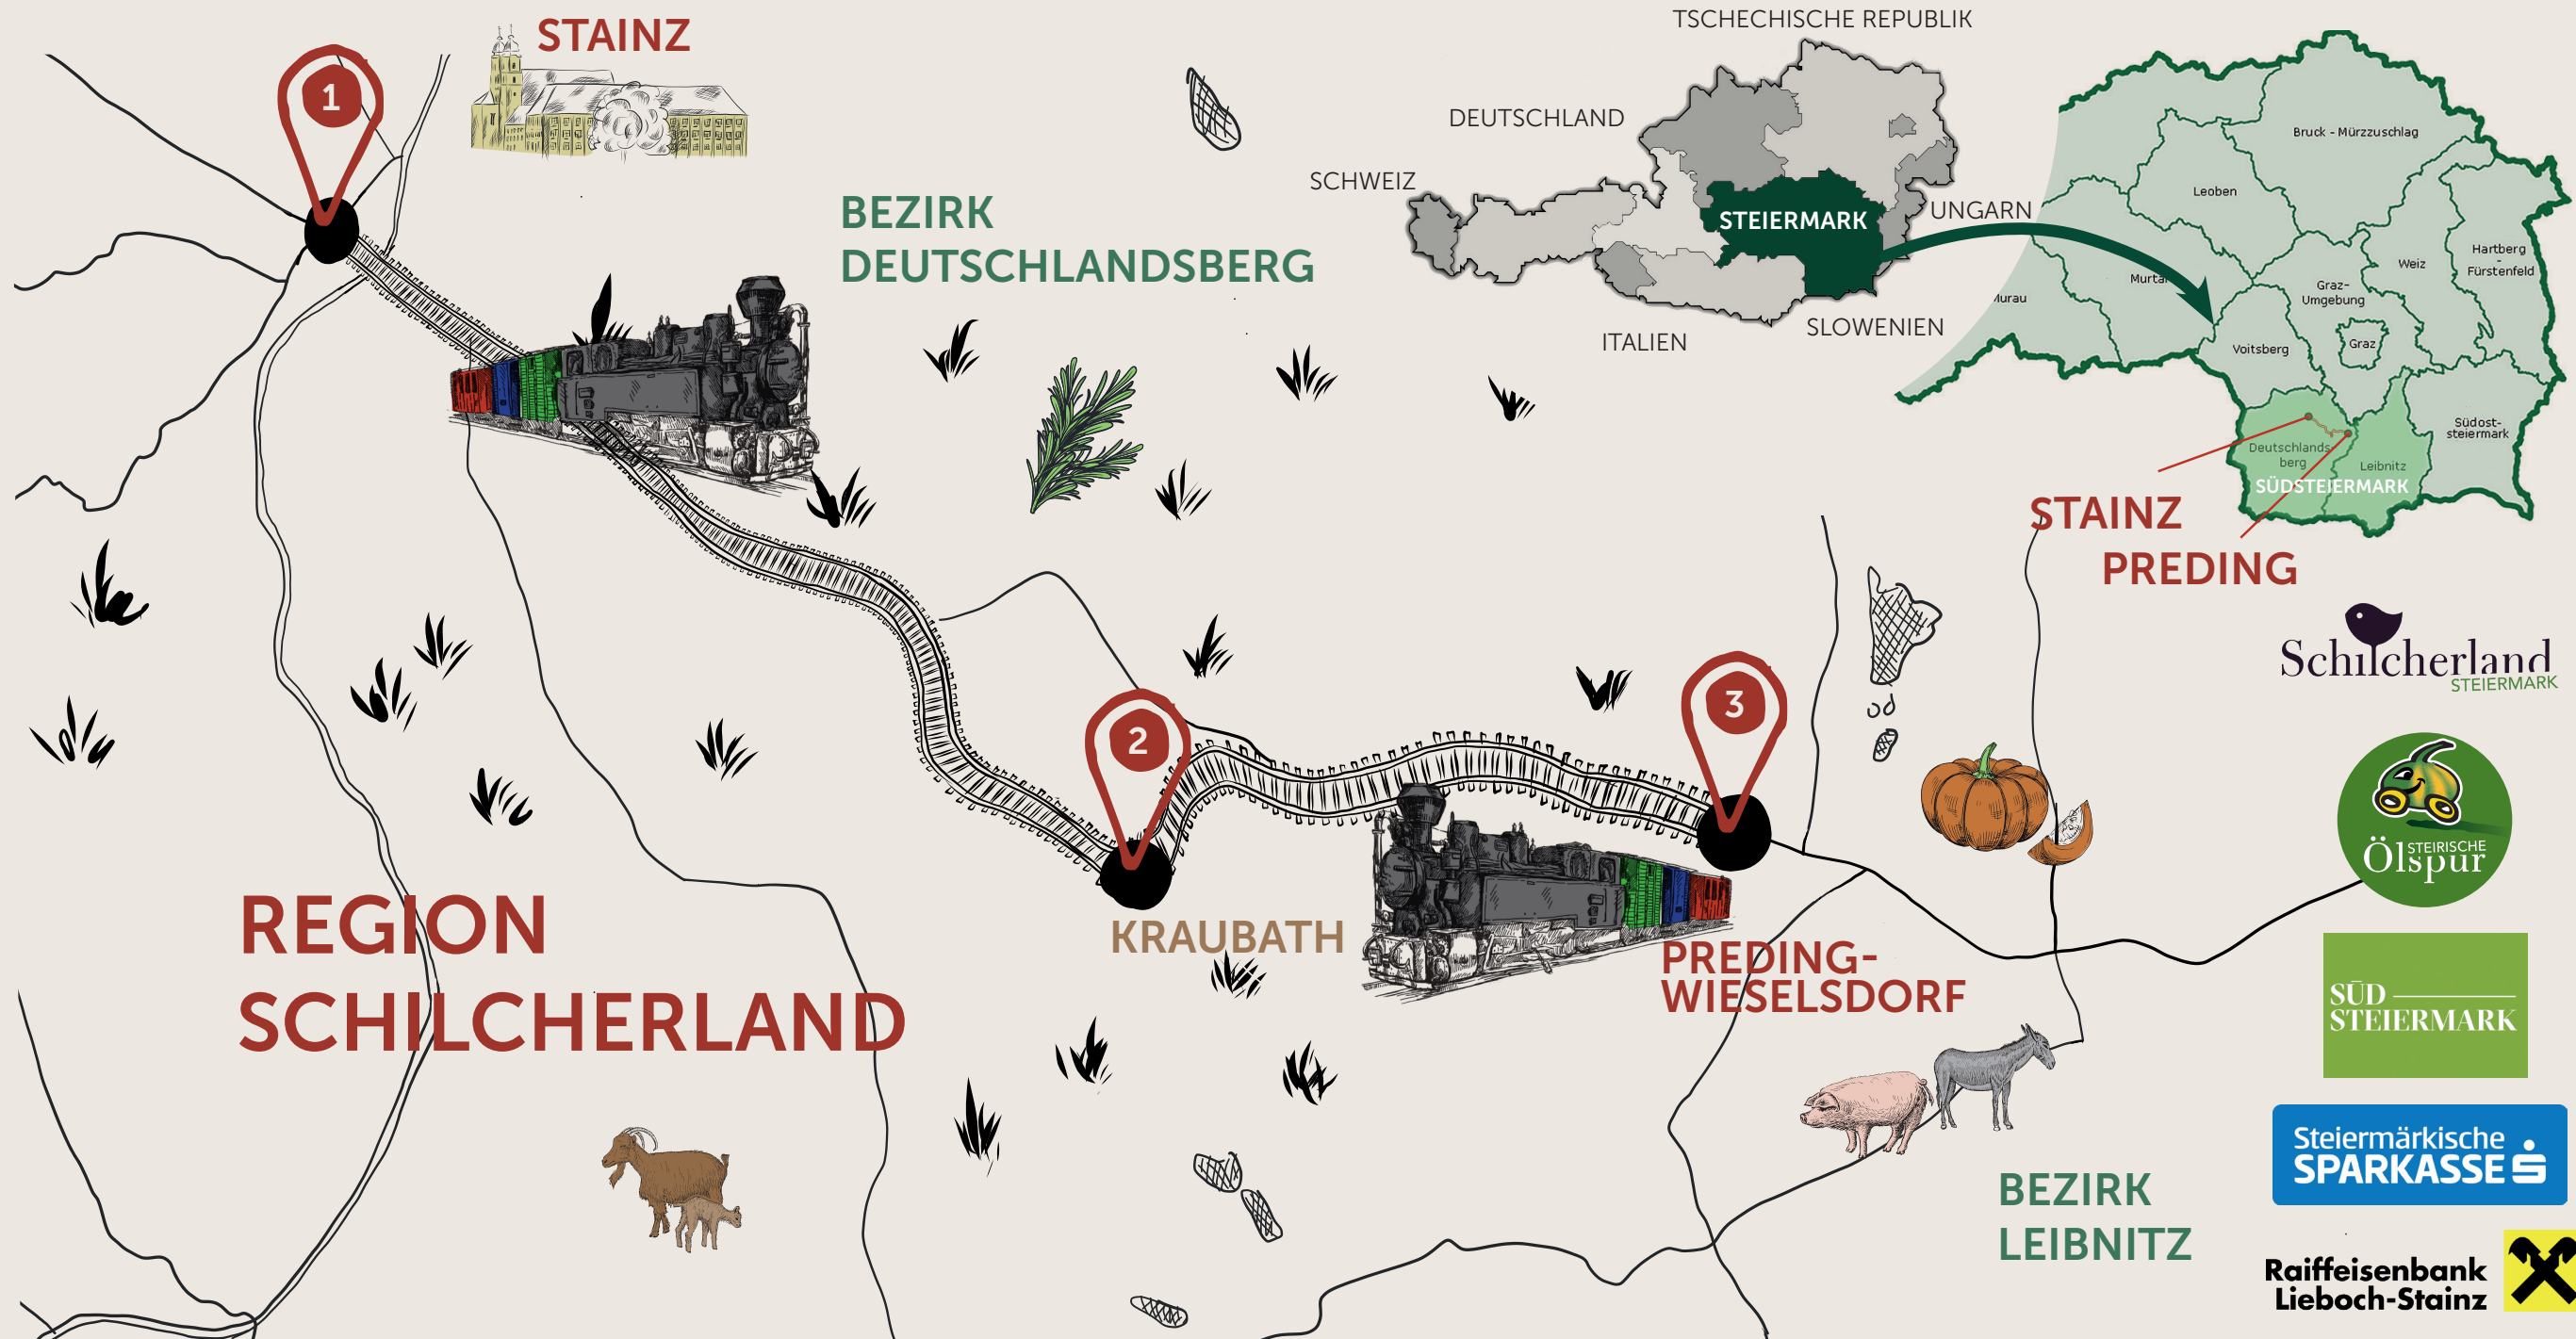 STAINZ
1
BEZIRK
DEUTSCHLANDSBERG
TSCHECHISCHE REPUBLIK
DEUTSCHLAND
SCHWEIZ
STEIERMARK
UNGARN
ITALIEN
SLOWENIEN
Bruck - Mürzzuschlag
Leoben
Hartberg
-
Fürstenfeld
Weiz
Murtal
Graz-
Umgebung
urau
Voitsberg
Graz
Südost-
steiermark
Deutschlands
berg
Leibnitz
SÜDSTEIERMARK
STAINZ
PREDING
Schilcherland
STEIERMARK
2
3
STEIRISCHE
Ölspur
KRAUBATH
PREDING-
WIESELSDORF
REGION
SCHILCHERLAND
SÜD
STEIERMARK
BEZIRK
LEIBNITZ
Steiermärkische
SPARKASSE
Raiffeisenbank
Lieboch-Stainz